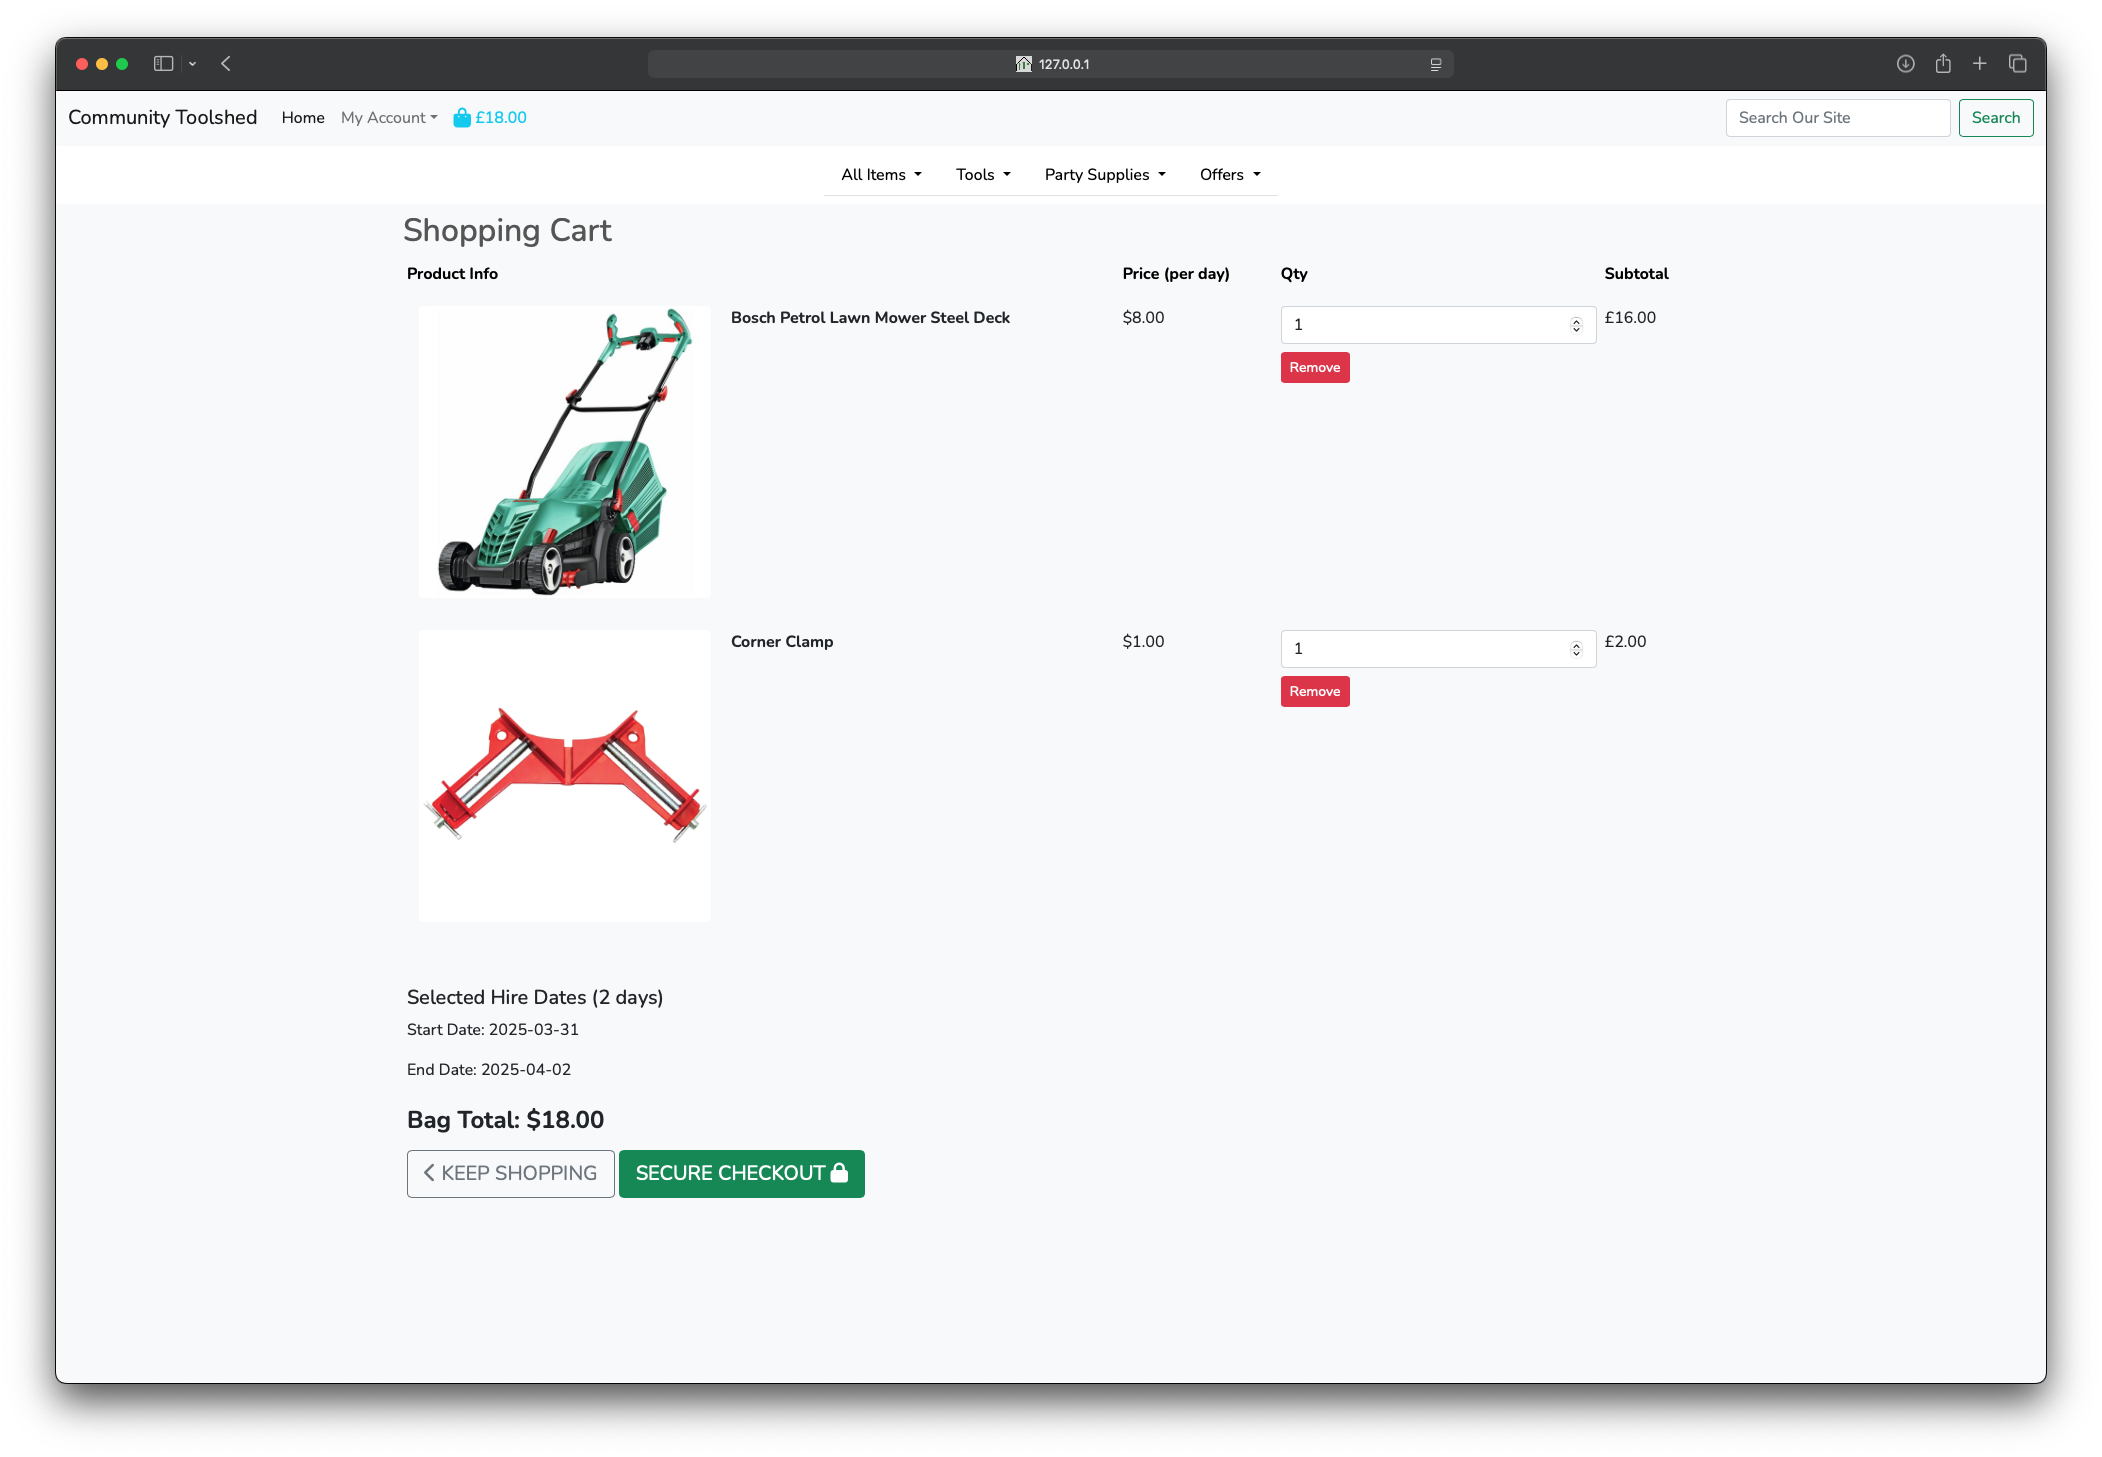 127.0.0.1
Community Toolshed Home My Account £18.00 Search Our Site Search
All Items Tools Party Supplies Offers
Shopping Cart
Product Info Price (per day) Qty Subtotal
Bosch Petrol Lawn Mower Steel Deck $8.00 1 £16.00
Remove
Corner Clamp $1.00 1 £2.00
Remove
Selected Hire Dates (2 days)
Start Date: 2025-03-31
End Date: 2025-04-02
Bag Total: $18.00
KEEP SHOPPING SECURE CHECKOUT